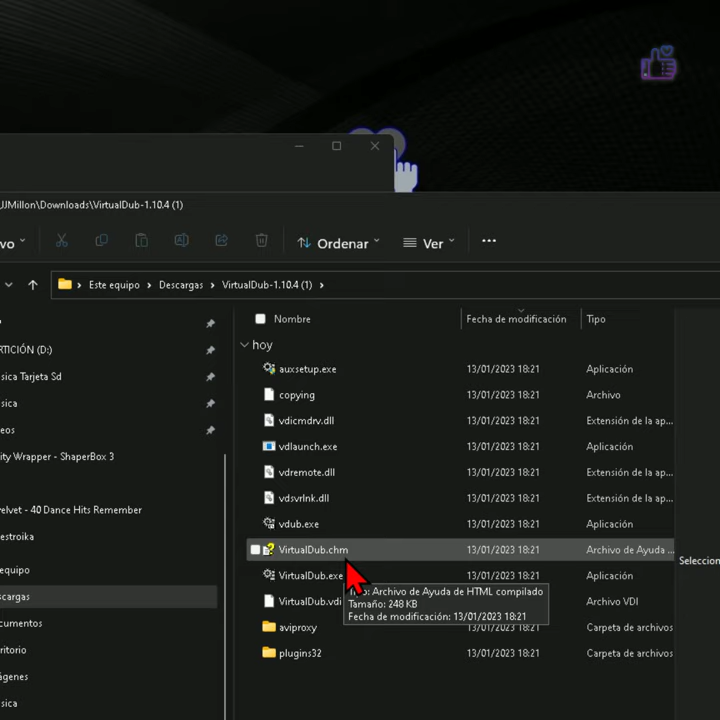 JJMillon\Downloads\VirtualDub-1.10.4 (1)
vo
Ordenar
Ver
Este equipo > Descargas > VirtualDub-1.10.4 (1) >
Nombre
Fecha de modificación
Tipo
hoy
RTICIÓN (D:)
sica Tarjeta Sd
sica
eos
ity Wrapper - ShaperBox 3
elvet - 40 Dance Hits Remember
estroika
equipo
scargas
cumentos
ritorio
ágenes
sica
auxsetup.exe 13/01/2023 18:21 Aplicación
copying 13/01/2023 18:21 Archivo
vdicmdrv.dll 13/01/2023 18:21 Extensión de la ap...
vdlaunch.exe 13/01/2023 18:21 Aplicación
vdremote.dll 13/01/2023 18:21 Extensión de la ap...
vdsvrlnk.dll 13/01/2023 18:21 Extensión de la ap...
vdub.exe 13/01/2023 18:21 Aplicación
VirtualDub.chm 13/01/2023 18:21 Archivo de Ayuda ...
VirtualDub.exe 13/01/2023 18:21 Aplicación
VirtualDub.vdi 13/01/2023 18:21 Archivo VDI
aviproxy 13/01/2023 18:21 Carpeta de archivos
plugins32 13/01/2023 18:21 Carpeta de archivos
Archivo de Ayuda de HTML compilado
Tamaño: 248 KB
Fecha de modificación: 13/01/2023 18:21
Seleccion